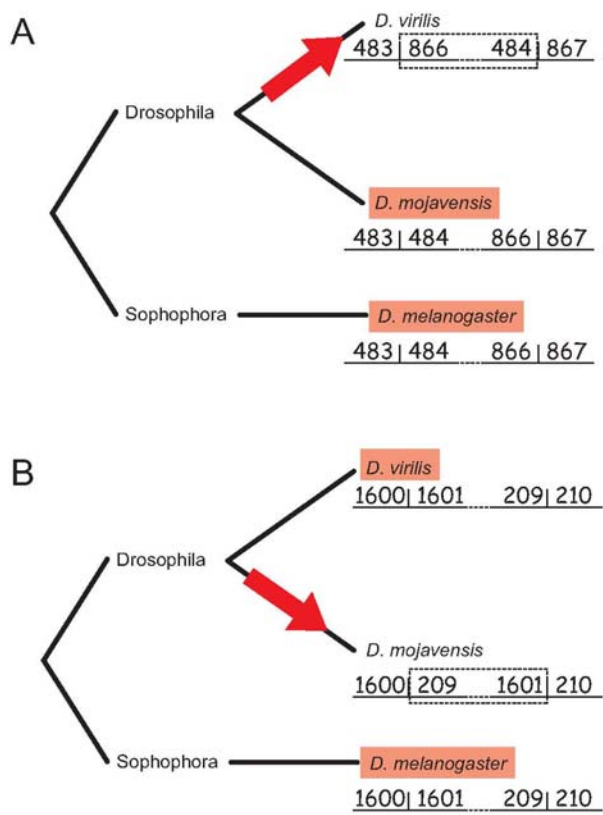 A
D. virilis
483 866 484 867
Drosophila
D. mojavensis
483 484 866 867
Sophophora
D. melanogaster
483 484 866 867
B
D. virilis
1600 1601 209 210
Drosophila
D. mojavensis
1600 209 1601 210
Sophophora
D. melanogaster
1600 1601 209 210